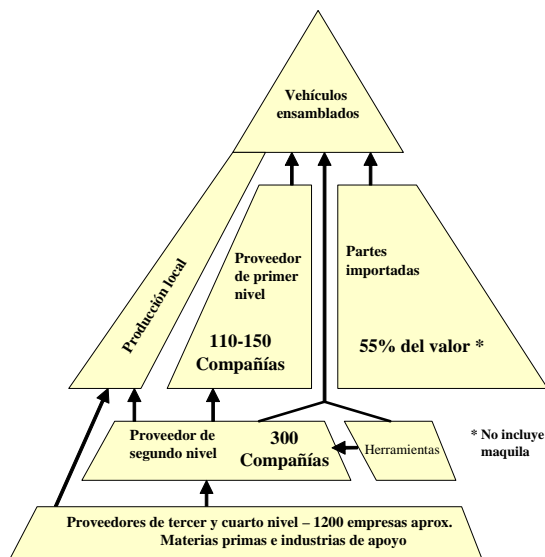 Vehículos
ensamblados
Producción local
Proveedor
de primer
nivel
110-150
Compañías
Partes
importadas
55% del valor *
Proveedor de
segundo nivel
300
Compañías
Herramientas
* No incluye
maquila
Proveedores de tercer y cuarto nivel – 1200 empresas aprox.
Materias primas e industrias de apoyo